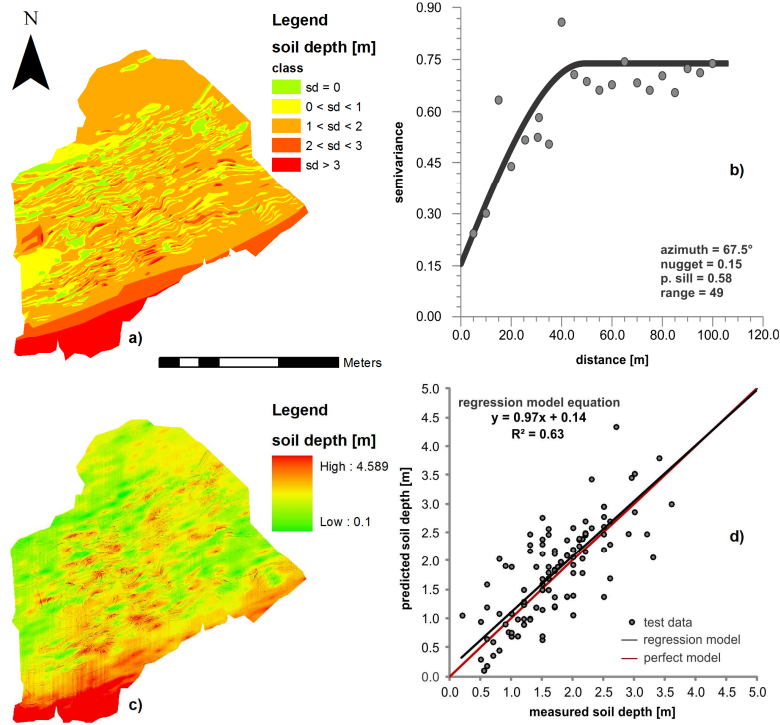 N
Legend
soil depth [m]
class
sd = 0
0 < sd < 1
1 < sd < 2
2 < sd < 3
sd > 3
a)
Meters
semivariance
0.90
0.75
0.60
0.45
0.30
0.15
0.00
0.0 20.0 40.0 60.0 80.0 100.0 120.0
distance [m]
b)
azimuth = 67.5°
nugget = 0.15
p. sill = 0.58
range = 49
Legend
soil depth [m]
High : 4.589
Low : 0.1
c)
predicted soil depth [m]
5.0
4.5
4.0
3.5
3.0
2.5
2.0
1.5
1.0
0.5
0.0
0.0 0.5 1.0 1.5 2.0 2.5 3.0 3.5 4.0 4.5 5.0
measured soil depth [m]
regression model equation
y = 0.97x + 0.14
R² = 0.63
d)
test data
regression model
perfect model